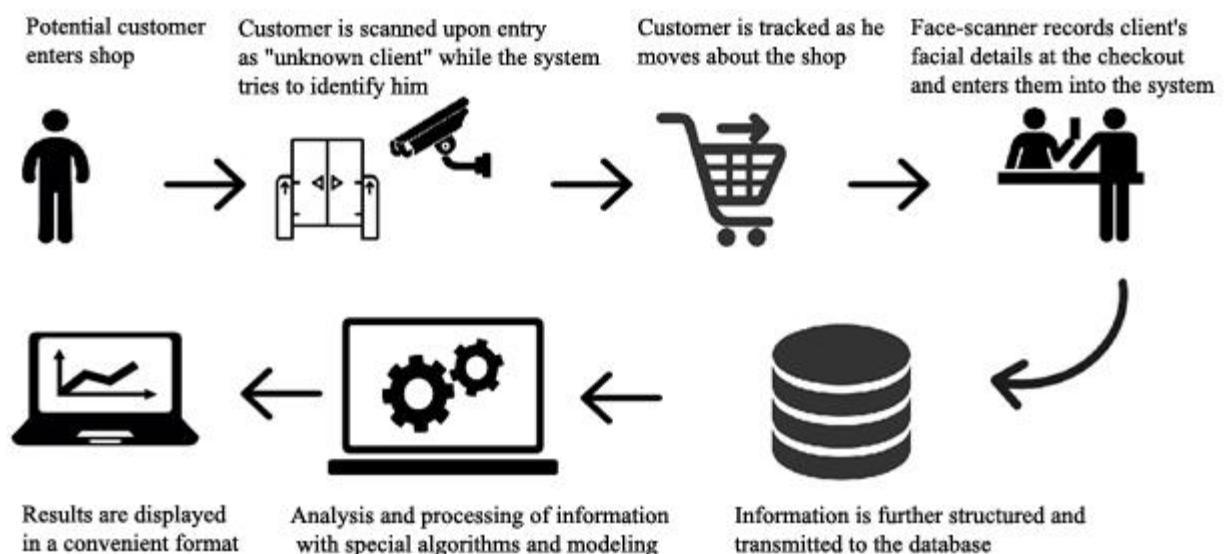 Potential customer
enters shop
Customer is scanned upon entry
as "unknown client" while the system
tries to identify him
Customer is tracked as he
moves about the shop
Face-scanner records client's
facial details at the checkout
and enters them into the system
Information is further structured and
transmitted to the database
Analysis and processing of information
with special algorithms and modeling
Results are displayed
in a convenient format